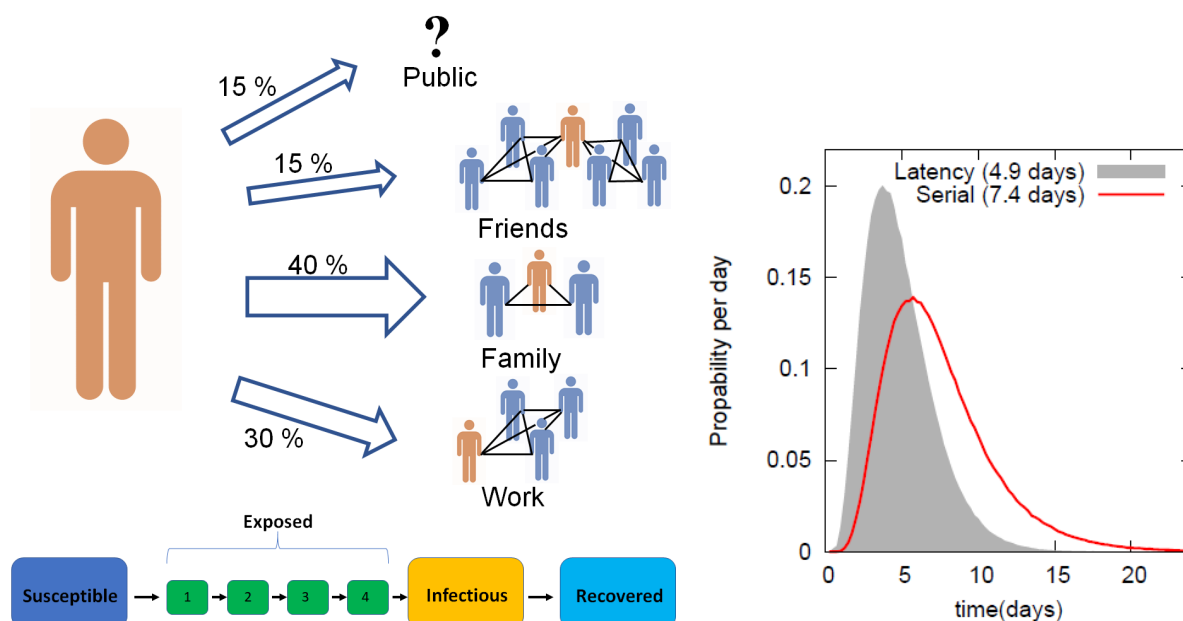 ?
Public
15 %
15 %
Friends
40 %
Family
30 %
Work
Exposed
Susceptible
1
2
3
4
Infectious
Recovered
Latency (4.9 days)
Serial (7.4 days)
Propability per day
0.2
0.15
0.1
0.05
0
0
5
10
15
20
time(days)